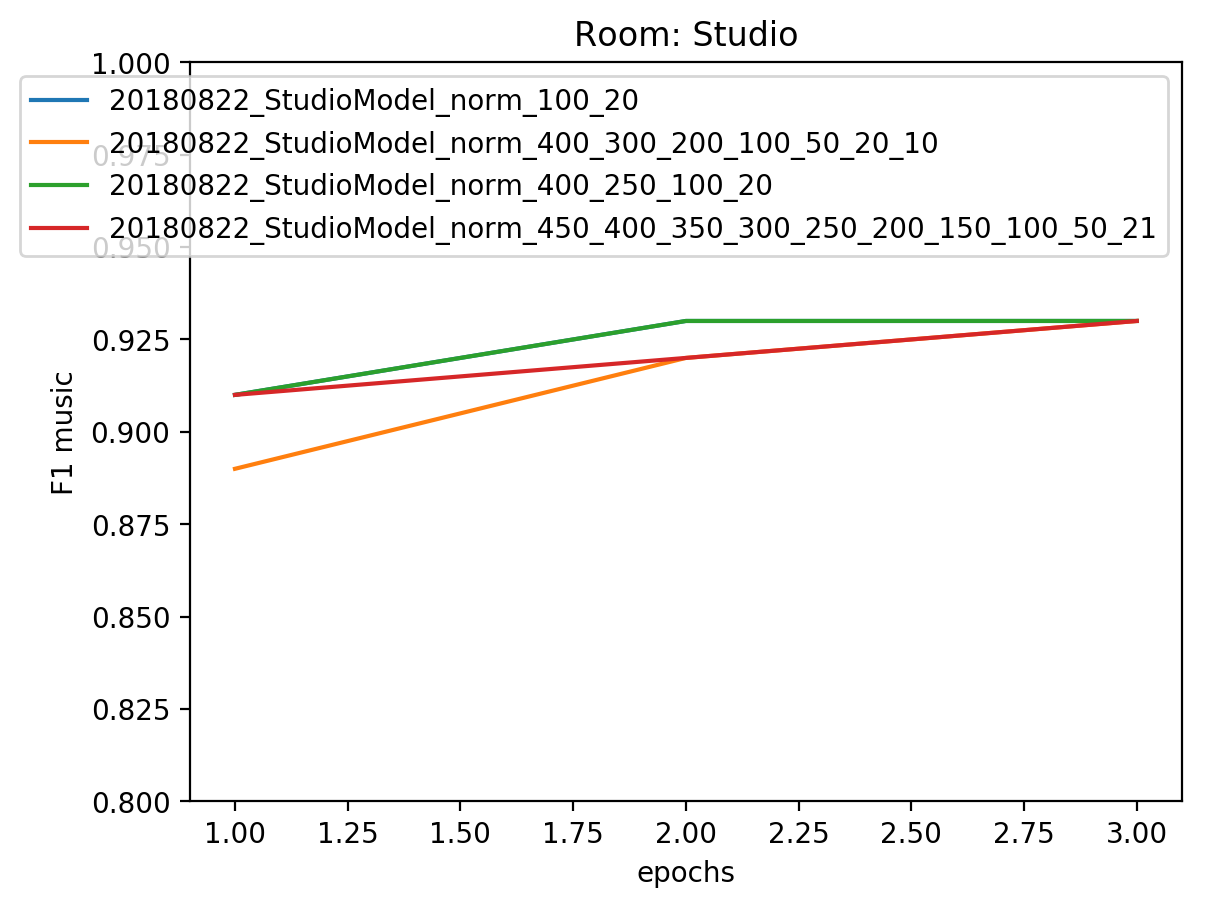 Room: Studio
1.000
20180822_StudioModel_norm_100_20
20180822_StudioModel_norm_400_300_200_100_50_20_10
0.975
20180822_StudioModel_norm_400_250_100_20
20180822_StudioModel_norm_450_400_350_300_250_200_150_100_50_21
0.950
0.925
0.900
0.875
0.850
0.825
0.800
F1 music
1.00 1.25 1.50 1.75 2.00 2.25 2.50 2.75 3.00
epochs